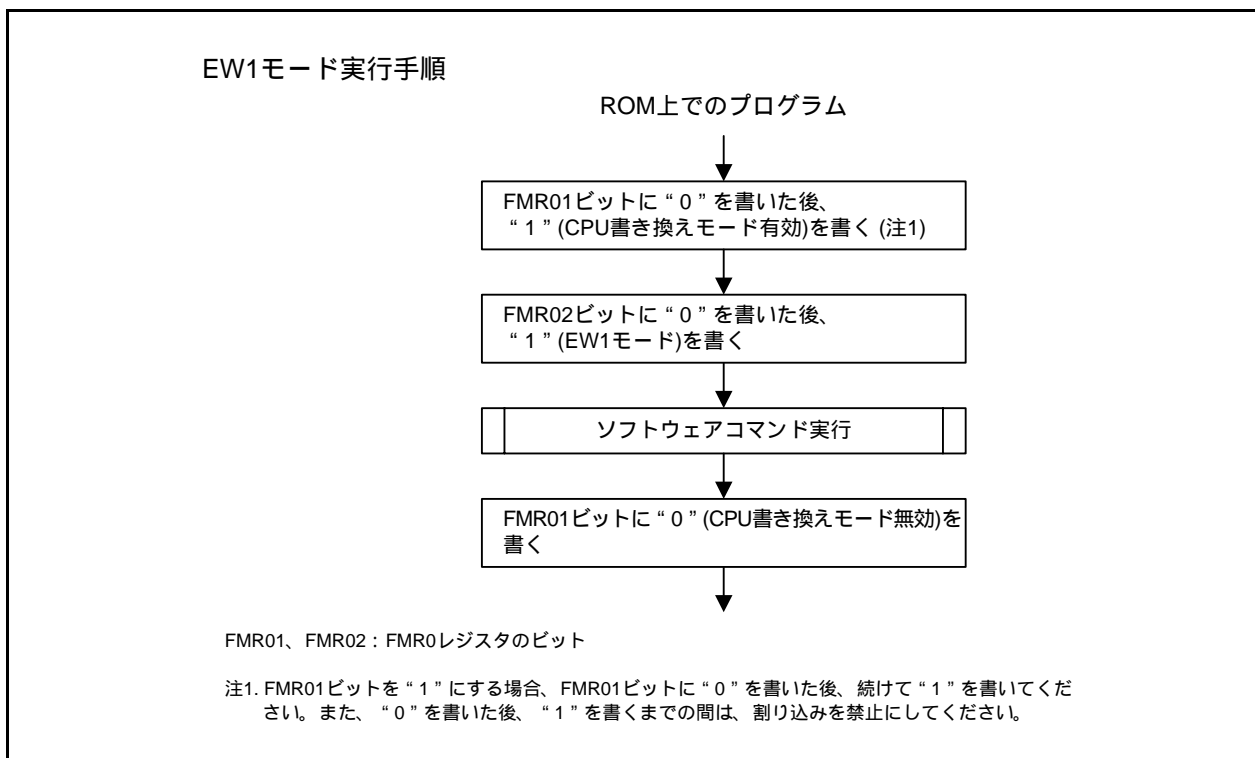 EW1モード実行手順
ROM上でのプログラム
FMR01ビットに“0”を書いた後、
“1”(CPU書き換えモード有効)を書く (注1)
FMR02ビットに“0”を書いた後、
“1”(EW1モード)を書く
ソフトウェアコマンド実行
FMR01ビットに“0”(CPU書き換えモード無効)を
書く
FMR01、FMR02：FMR0レジスタのビット
注1. FMR01ビットを“1”にする場合、FMR01ビットに“0”を書いた後、続けて“1”を書いてくだ
さい。また、“0”を書いた後、“1”を書くまでの間は、割り込みを禁止にしてください。